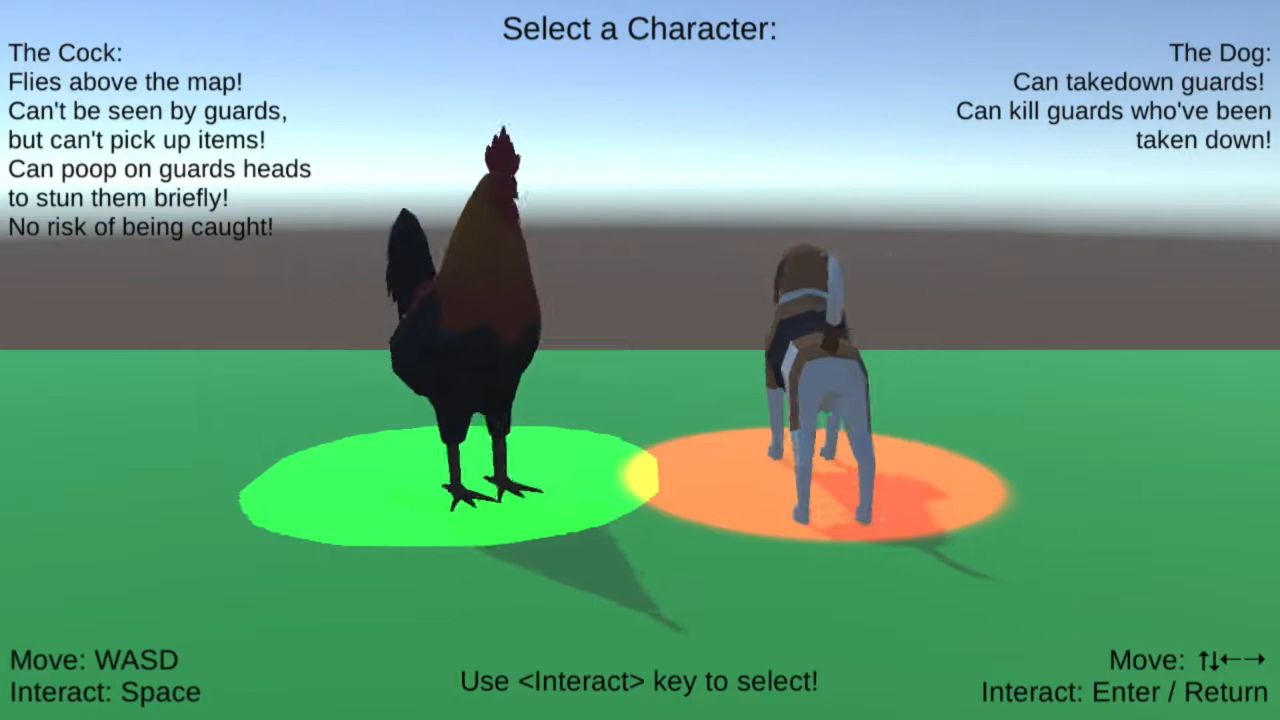 Select a Character:
The Cock:
Flies above the map!
Can't be seen by guards,
but can't pick up items!
Can poop on guards heads
to stun them briefly!
No risk of being caught!
The Dog:
Can takedown guards!
Can kill guards who've been
taken down!
Move: WASD
Interact: Space
Use <Interact> key to select!
Move: ↑↓←→
Interact: Enter / Return